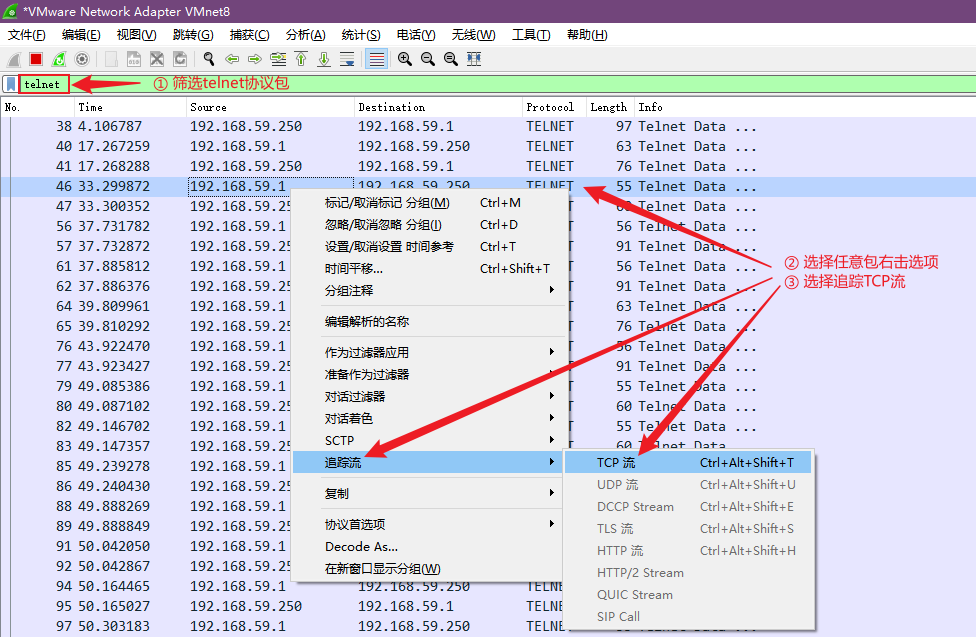 *VMware Network Adapter VMnet8
文件(F) 编辑(E) 视图(V) 跳转(G) 捕获(C) 分析(A) 统计(S) 电话(Y) 无线(W) 工具(T) 帮助(H)
telnet ① 筛选telnet协议包
No. Time Source Destination Protocol Length Info
38 4.106787 192.168.59.250 192.168.59.1 TELNET 97 Telnet Data ...
40 17.267259 192.168.59.1 192.168.59.250 TELNET 63 Telnet Data ...
41 17.268288 192.168.59.250 192.168.59.1 TELNET 76 Telnet Data ...
46 33.299872 192.168.59.1 192.168.59.250 TELNET 55 Telnet Data ...
标记/取消标记 分组(M) Ctrl+M
47 33.300352 192.168.59.25 Telnet Data ...
忽略/取消忽略 分组(I) Ctrl+D
56 37.731782 192.168.59.1 56 Telnet Data ...
设置/取消设置 时间参考 Ctrl+T
57 37.732872 192.168.59.25 91 Telnet Data ...
② 选择任意包右击选项
61 37.885812 192.168.59.1 56 Telnet Data ...
时间平移... Ctrl+Shift+T
③ 选择追踪TCP流
62 37.886376 192.168.59.25 91 Telnet Data ...
分组注释
64 39.809961 192.168.59.1 63 Telnet Data ...
编辑解析的名称
65 39.810292 192.168.59.25 76 Telnet Data ...
76 43.922470 192.168.59.1 56 Telnet Data ...
作为过滤器应用
77 43.923427 192.168.59.25 91 Telnet Data ...
准备作为过滤器
79 49.085386 192.168.59.1 55 Telnet Data ...
对话过滤器
80 49.087102 192.168.59.25 60 Telnet Data ...
对话着色
82 49.146702 192.168.59.1 55 Telnet Data ...
SCTP
83 49.147357 192.168.59.25 60 Telnet Data
追踪流
85 49.239278 192.168.59.1
TCP 流 Ctrl+Alt+Shift+T
86 49.240430 192.168.59.25
UDP 流 Ctrl+Alt+Shift+U
复制
88 49.888269 192.168.59.1
DCCP Stream Ctrl+Alt+Shift+E
协议首选项
89 49.888849 192.168.59.25
TLS 流 Ctrl+Alt+Shift+S
91 50.042050 192.168.59.1
Decode As...
HTTP 流 Ctrl+Alt+Shift+H
92 50.042867 192.168.59.25
在新窗口显示分组(W)
HTTP/2 Stream
94 50.164465 192.168.59.1 192.168.59.250 TELNE
QUIC Stream
95 50.165027 192.168.59.250 192.168.59.1 TELNE
SIP Call
97 50.303183 192.168.59.1 192.168.59.250 TELNE